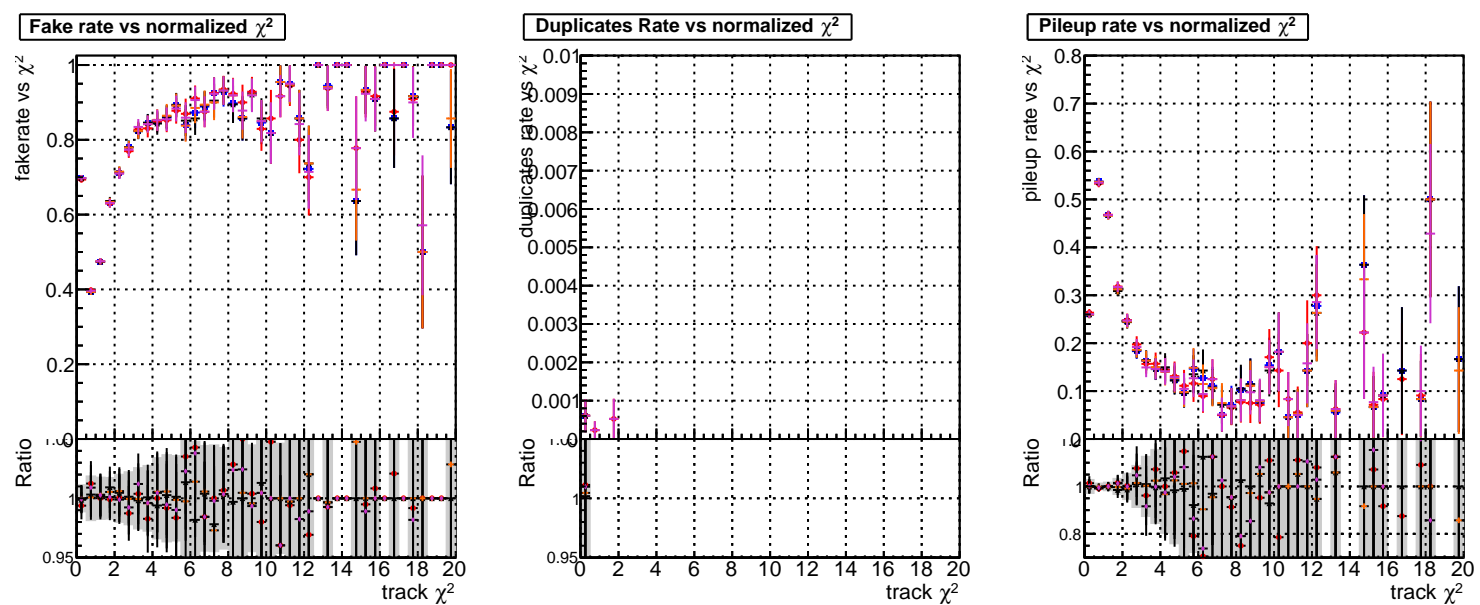 Fake rate vs normalized χ²
fakerate vs χ²
1
0.8
0.6
0.4
0.2
0
Ratio
1
0.95
0 2 4 6 8 10 12 14 16 18 20
track χ²
Duplicates Rate vs normalized χ²
duplicates rate vs χ²
0.01
0.009
0.008
0.007
0.006
0.005
0.004
0.003
0.002
0.001
0
Ratio
1
0.95
0 2 4 6 8 10 12 14 16 18 20
track χ²
Pileup rate vs normalized χ²
pileup rate vs χ²
0.8
0.7
0.6
0.5
0.4
0.3
0.2
0.1
0
Ratio
1
0.8
0 2 4 6 8 10 12 14 16 18 20
track χ²